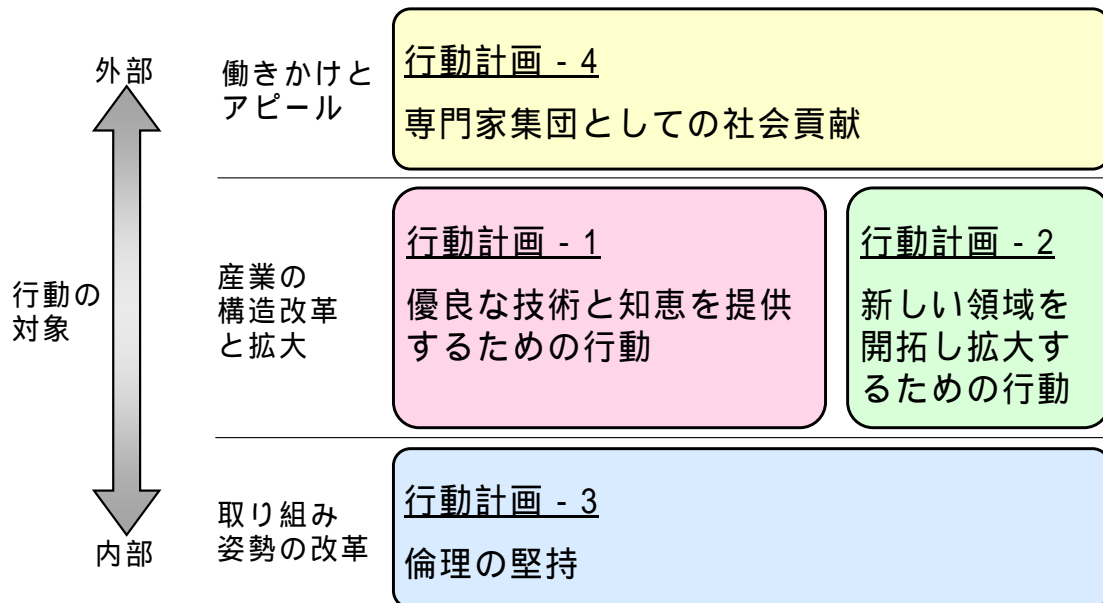 外部
行動の
対象
内部
働きかけと
アピール
行動計画 - 4
専門家集団としての社会貢献
産業の
構造改革
と拡大
行動計画 - 1
優良な技術と知恵を提供
するための行動
行動計画 - 2
新しい領域を
開拓し拡大す
るための行動
取り組み
姿勢の改革
行動計画 - 3
倫理の堅持